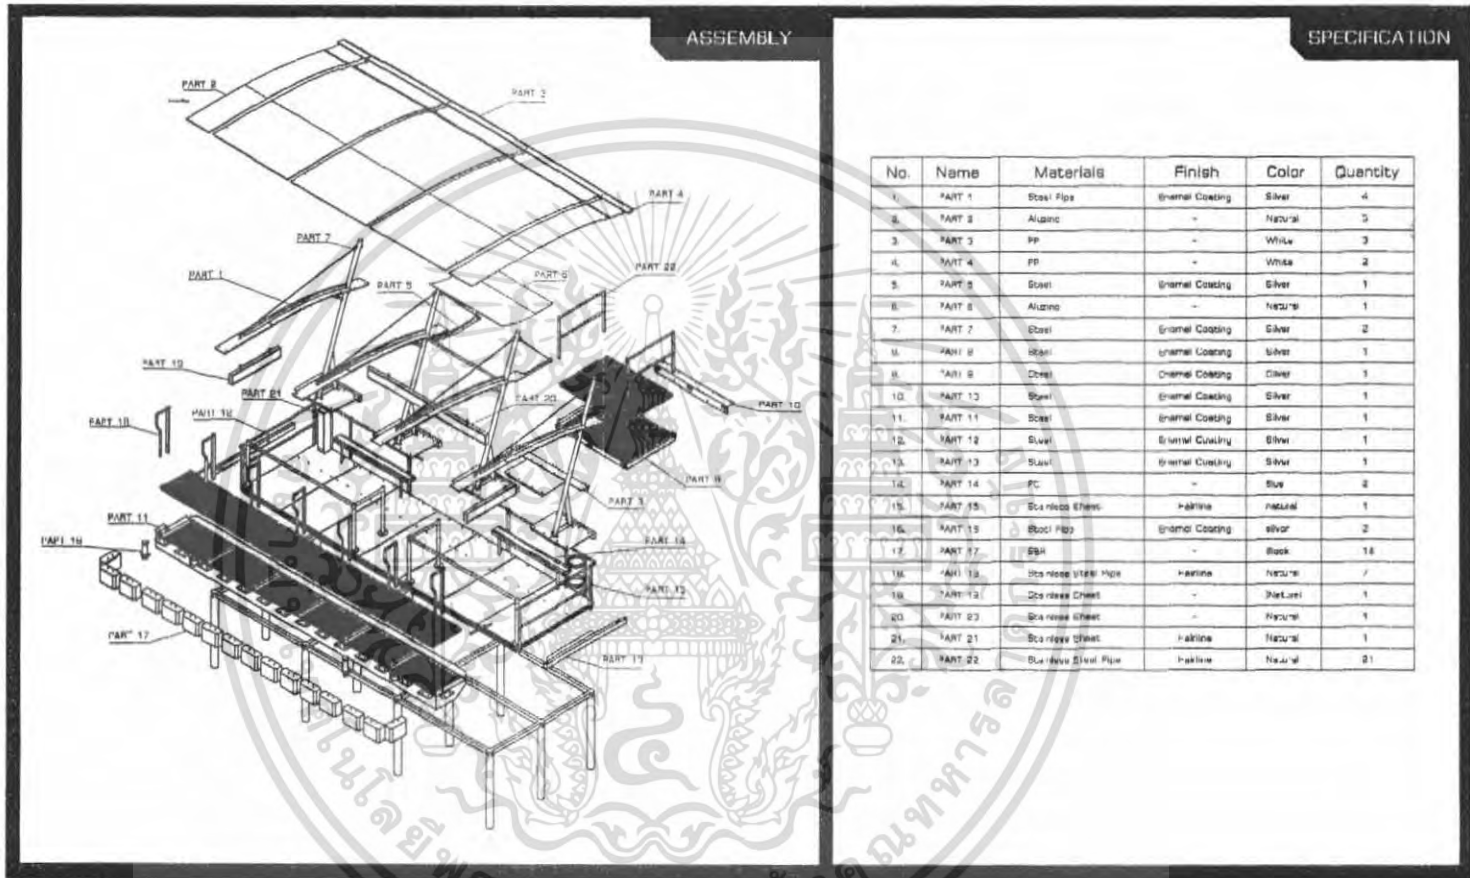 ASSEMBLY
PART 2
PART 4
PART 7
PART 1
PART 5
PART 6
PART 22
PART 19
PART 21
PART 12
PART 20
PART 10
PART 18
PART 9
PART 3
PART 11
PART 16
PART 14
PART 17
SPECIFICATION
No. Name Materials Finish Color Quantity
1. PART 1 Steel Pipe Enamel Coating Silver 4
2. PART 2 Aluzinc - Natural
3. PART 3 PP - White 3
4. PART 4 PP - White 2
5. PART 5 Steel Enamel Coating Silver 1
6. PART 6 Aluzinc - Natural 1
7. PART 7 Steel Enamel Coating Silver 2
8. PART 8 Steel Enamel Coating Silver 1
9. PART 9 Steel Enamel Coating Silver 1
10. PART 10 Steel Enamel Coating Silver 1
11. PART 11 Steel Enamel Coating Silver 1
12. PART 12 Steel Enamel Coating Silver 1
13. PART 13 Steel Enamel Coating Silver 1
14. PART 14 PC - Blue 2
15. PART 15 Stainless Sheet Hairline natural 1
16. PART 16 Steel Pipe Enamel Coating silver 2
17. PART 17 SBR - Black
18. PART 18 Stainless Steel Pipe Hairline Natural 7
19. PART 19 Stainless Sheet - Natural 1
20. PART 20 Stainless Sheet - Natural 1
21. PART 21 Stainless Sheet Hairline Natural 1
22. PART 22 Stainless Steel Pipe Hairline Natural 21